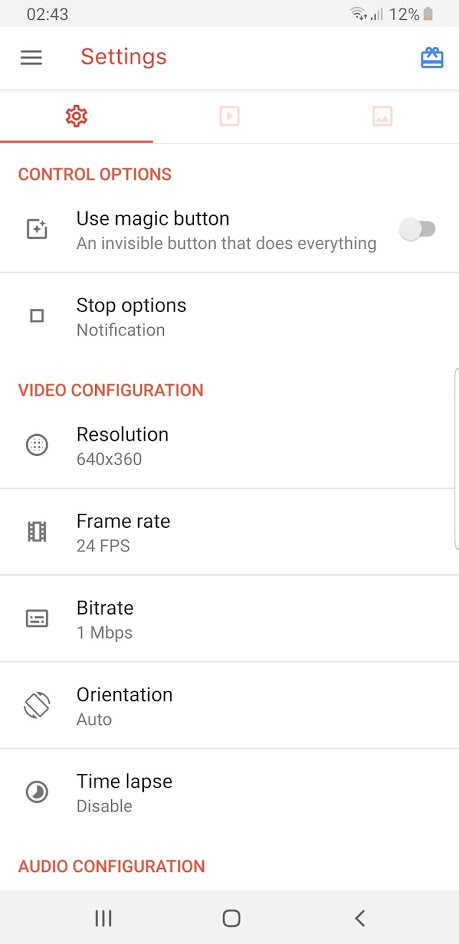 02:43
12%
Settings
CONTROL OPTIONS
Use magic button
An invisible button that does everything
Stop options
Notification
VIDEO CONFIGURATION
Resolution
640x360
Frame rate
24 FPS
Bitrate
1 Mbps
Orientation
Auto
Time lapse
Disable
AUDIO CONFIGURATION